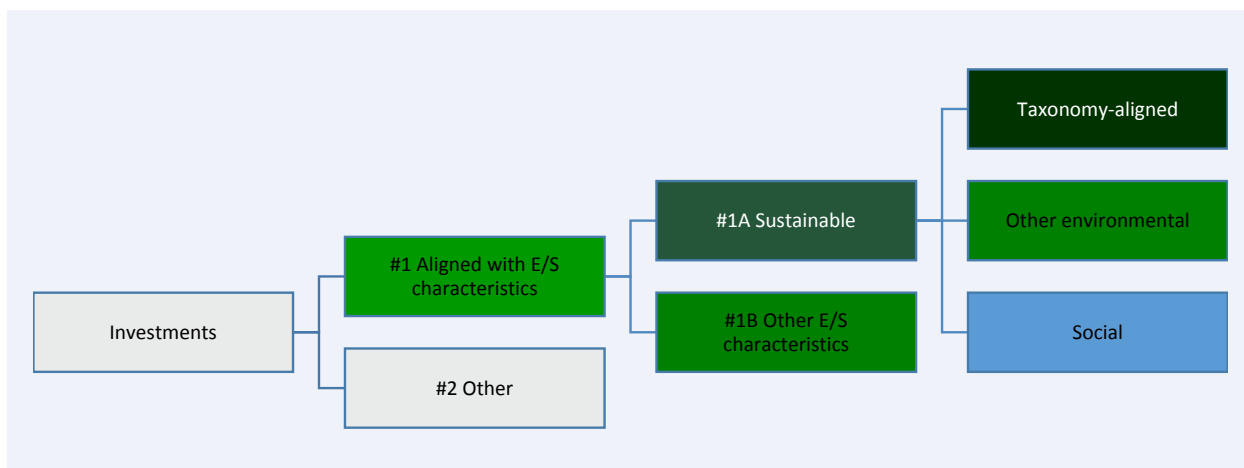 Investments
#1 Aligned with E/S
characteristics
#2 Other
#1A Sustainable
#1B Other E/S
characteristics
Taxonomy-aligned
Other environmental
Social